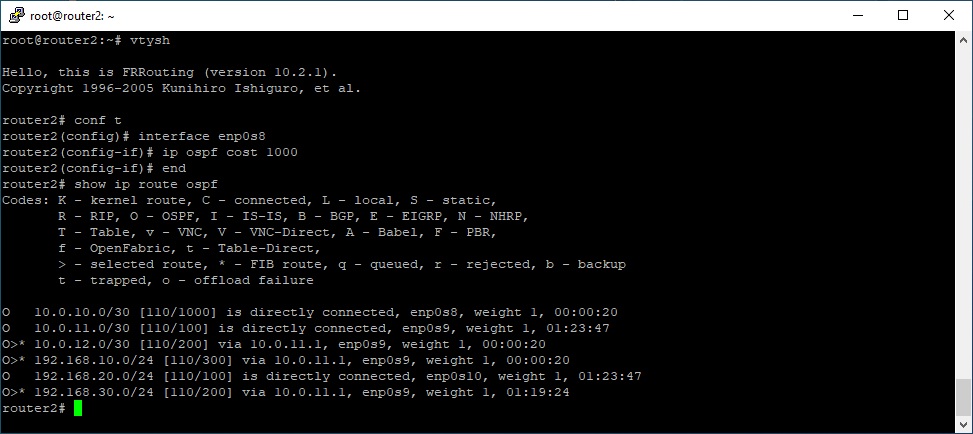 root@router2: ~
root@router2:~# vtysh
Hello, this is FRRouting (version 10.2.1).
Copyright 1996-2005 Kunihiro Ishiguro, et al.
router2# conf t
router2(config)# interface enp0s8
router2(config-if)# ip ospf cost 1000
router2(config-if)# end
router2# show ip route ospf
Codes: K - kernel route, C - connected, L - local, S - static,
       R - RIP, O - OSPF, I - IS-IS, B - BGP, E - EIGRP, N - NHRP,
       T - Table, v - VNC, V - VNC-Direct, A - Babel, F - PBR,
       f - OpenFabric, t - Table-Direct,
       > - selected route, * - FIB route, q - queued, r - rejected, b - backup
       t - trapped, o - offload failure
O   10.0.10.0/30 [110/1000] is directly connected, enp0s8, weight 1, 00:00:20
O   10.0.11.0/30 [110/100] is directly connected, enp0s9, weight 1, 01:23:47
O>* 10.0.12.0/30 [110/200] via 10.0.11.1, enp0s9, weight 1, 00:00:20
O>* 192.168.10.0/24 [110/300] via 10.0.11.1, enp0s9, weight 1, 00:00:20
O   192.168.20.0/24 [110/100] is directly connected, enp0s10, weight 1, 01:23:47
O>* 192.168.30.0/24 [110/200] via 10.0.11.1, enp0s9, weight 1, 01:19:24
router2#